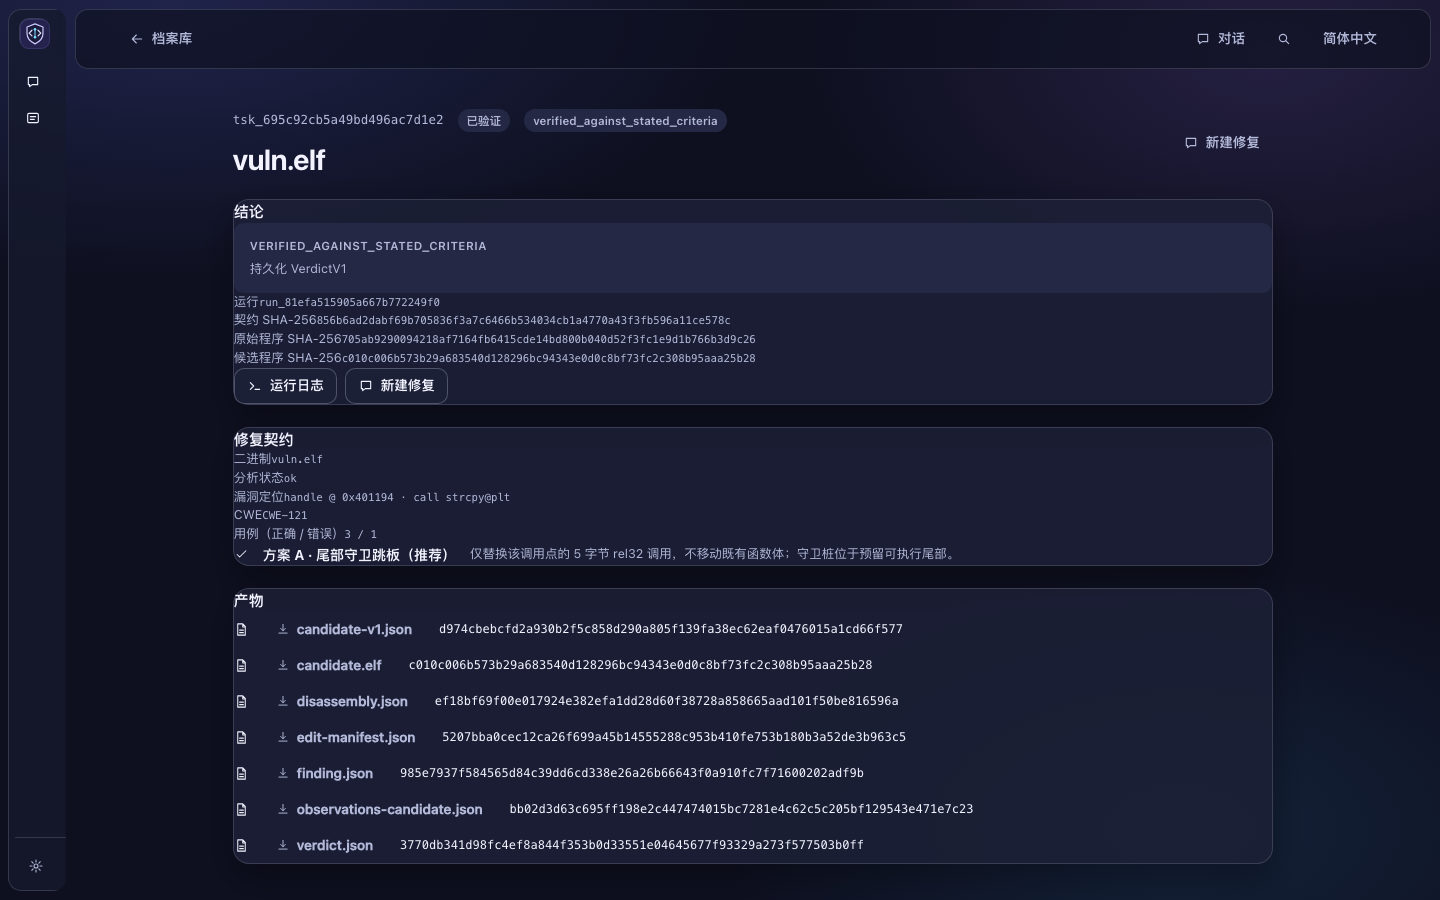 档案库
对话
简体中文
tsk_695c92cb5a49bd496ac7d1e2 已验证 verified_against_stated_criteria
新建修复
vuln.elf
结论
VERIFIED_AGAINST_STATED_CRITERIA
持久化 VerdictV1
运行run_81efa515905a667b772249f0
契约 SHA-256856b6ad2dabf69b705836f3a7c6466b534034cb1a4770a43f3fb596a11ce578c
原始程序 SHA-256705ab9290094218af7164fb6415cde14bd800b040d52f3fc1e9d1b766b3d9c26
候选程序 SHA-256c010c006b573b29a683540d128296bc94343e0d0c8bf73fc2c308b95aaa25b28
运行日志 新建修复
修复契约
二进制vuln.elf
分析状态ok
漏洞定位handle @ 0x401194 · call strcpy@plt
CWECWE-121
用例（正确 / 错误）3 / 1
方案 A · 尾部守卫跳板（推荐） 仅替换该调用点的 5 字节 rel32 调用，不移动既有函数体；守卫桩位于预留可执行尾部。
产物
candidate-v1.json d974cbebcfd2a930b2f5c858d290a805f139fa38ec62eaf0476015a1cd66f577
candidate.elf c010c006b573b29a683540d128296bc94343e0d0c8bf73fc2c308b95aaa25b28
disassembly.json ef18bf69f00e017924e382efa1dd28d60f38728a858665aad101f50be816596a
edit-manifest.json 5207bba0cec12ca26f699a45b14555288c953b410fe753b180b3a52de3b963c5
finding.json 985e7937f584565d84c39dd6cd338e26a26b66643f0a910fc7f71600202adf9b
observations-candidate.json bb02d3d63c695ff198e2c447474015bc7281e4c62c5c205bf129543e471e7c23
verdict.json 3770db341d98fc4ef8a844f353b0d33551e04645677f93329a273f577503b0ff